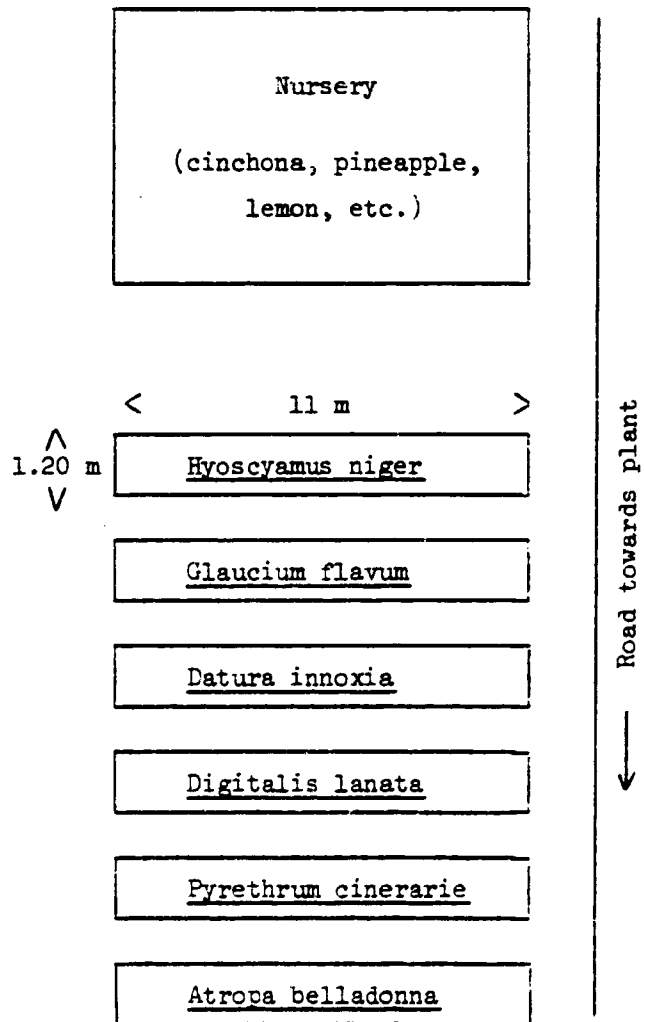 Nursery
(cinchona, pineapple,
lemon, etc.)
< 11 m >
1.20 m
Hyoscyamus niger
Glaucium flavum
Datura innoxia
Digitalis lanata
Pyrethrum cinerarie
Atropa belladonna
Road towards plant